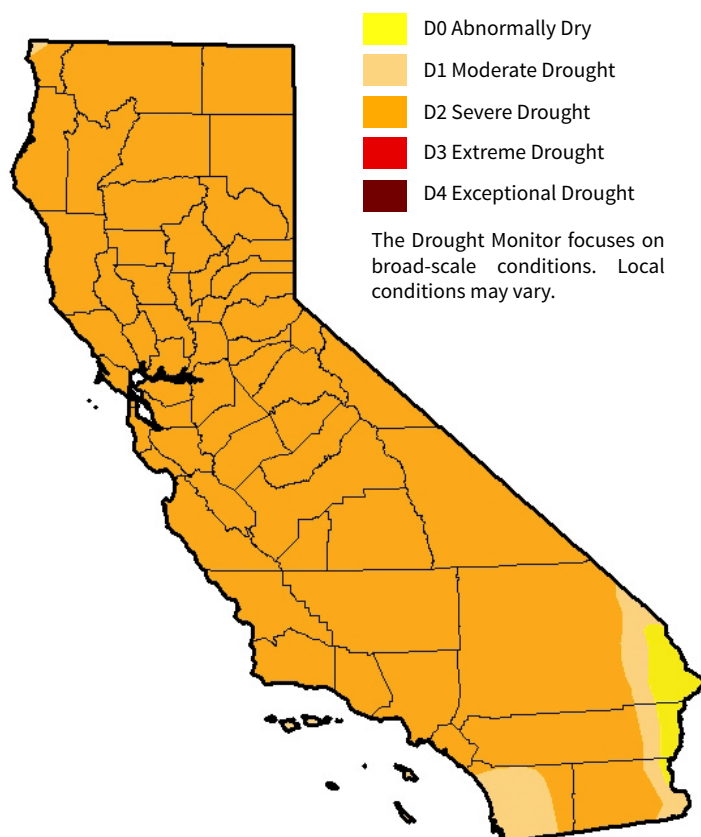 D0 Abnormally Dry
D1 Moderate Drought
D2 Severe Drought
D3 Extreme Drought
D4 Exceptional Drought
The Drought Monitor focuses on
broad-scale conditions. Local
conditions may vary.